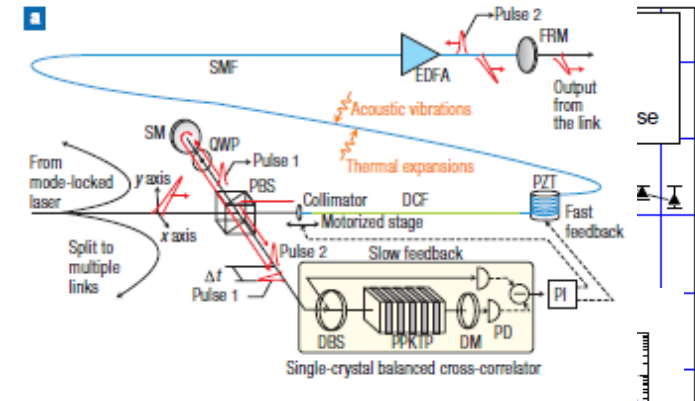 a
Pulse 2
FRM
SMF
EDFA
Output
from
the link
Acoustic vibrations
Thermal expansions
SM
QWP
Pulse 1
From
mode-locked
laser
y axis
PBS
Collimator
DCF
PZT
x axis
Motorized stage
Fast
feedback
Split to
multiple
links
Pulse 2
Slow feedback
Δt
Pulse 1
PI
DBS
PPKTP
DM
PD
Single-crystal balanced cross-correlator
se